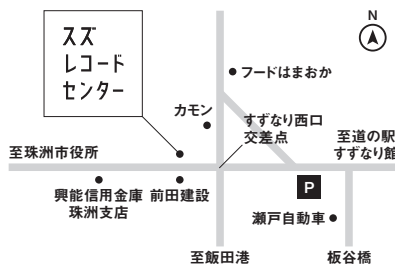 スズ
レコード
センター
N
フードはまおか
カモン
すずなり西口
交差点
至道の駅
すずなり館
至珠洲市役所
P
興能信用金庫
珠洲支店
前田建設
瀬戸自動車
至飯田港
板谷橋